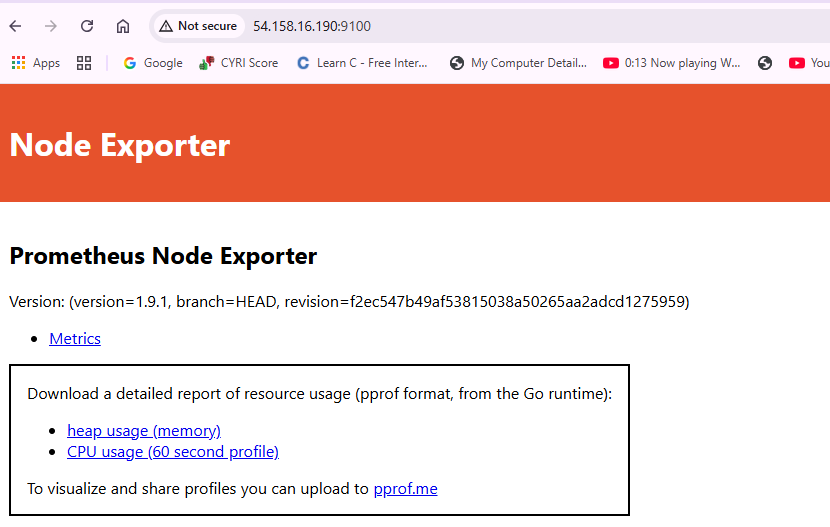 Not secure 54.158.16.190:9100
Apps Google CYRI Score Learn C - Free Inter... My Computer Detail... 0:13 Now playing W... You
Node Exporter
Prometheus Node Exporter
Version: (version=1.9.1, branch=HEAD, revision=f2ec547b49af53815038a50265aa2adcd1275959)
Metrics
Download a detailed report of resource usage (pprof format, from the Go runtime):
heap usage (memory)
CPU usage (60 second profile)
To visualize and share profiles you can upload to pprof.me